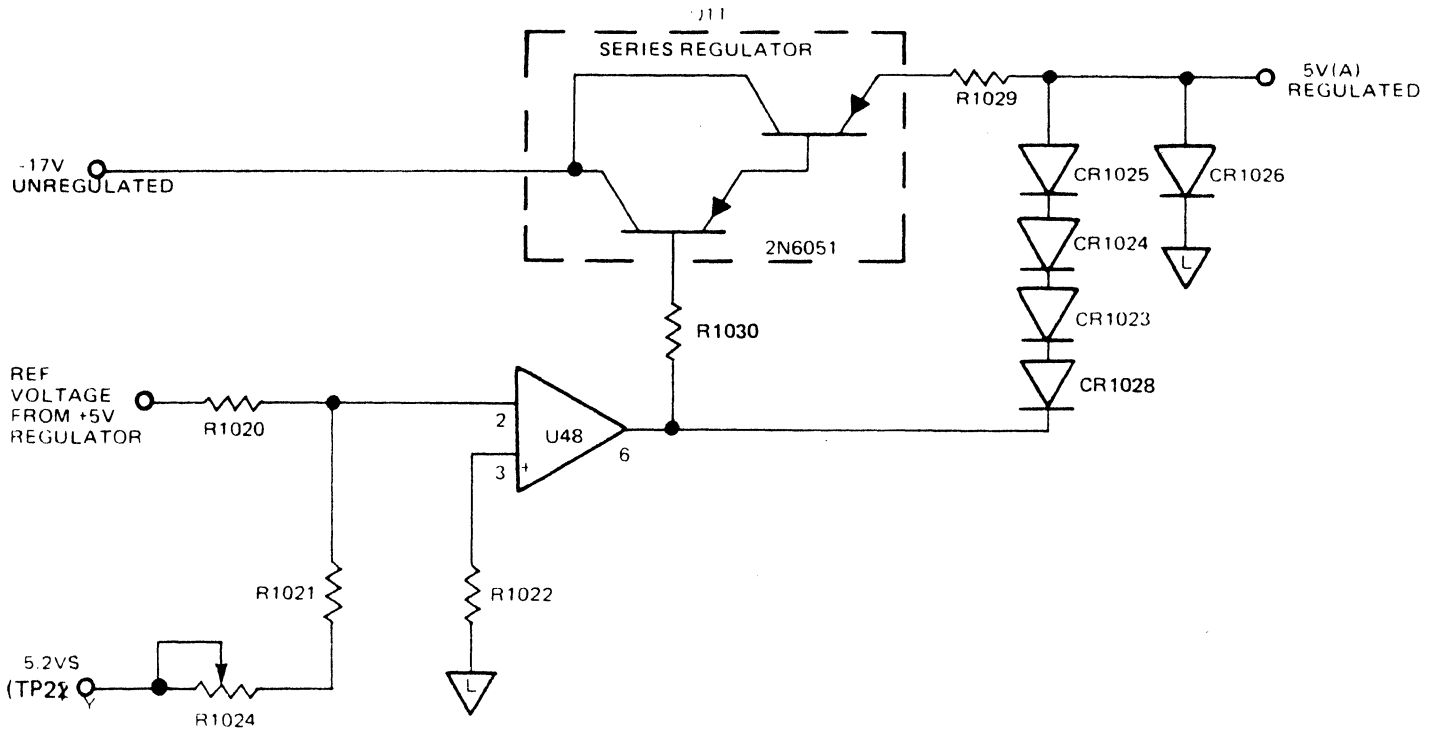 SERIES REGULATOR
5V(A)
REGULATED
R1029
-17V
UNREGULATED
CR1025
CR1026
CR1024
2N6051
L
CR1023
R1030
CR1028
REF
VOLTAGE
FROM +5V
REGULATOR
R1020
2
U48
6
3
+
R1021
R1022
5.2VS
(TP22
Y
R1024
L